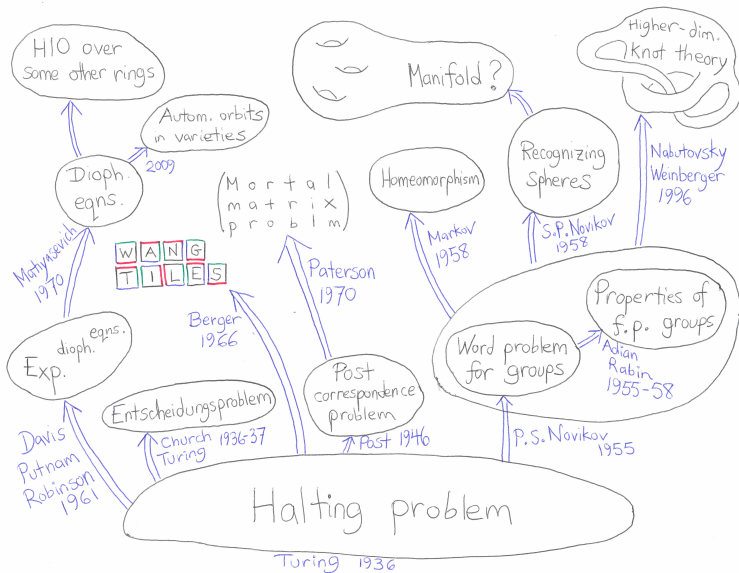 HIO over
some other rings
Autom. orbits
in varieties
2009
Dioph.
eqns.
Matiyasevich
1970
Exp. dioph. eqns.
Davis
Putnam
Robinson
1961
WANG
TILES
Berger
1966
Entscheidungsproblem
Church 1936-37
Turing
Mortal
matrix
problm
Paterson
1970
Post
correspondence
problem
Post 1946
Manifold?
Homeomorphism
Markov
1958
Recognizing
spheres
S.P. Novikov
1958
Higher-dim.
knot theory
Nabutovsky
Weinberger
1996
Word problem
for groups
Properties of
f.p. groups
Adian
Rabin
1955-58
P.S. Novikov
1955
Halting problem
Turing 1936